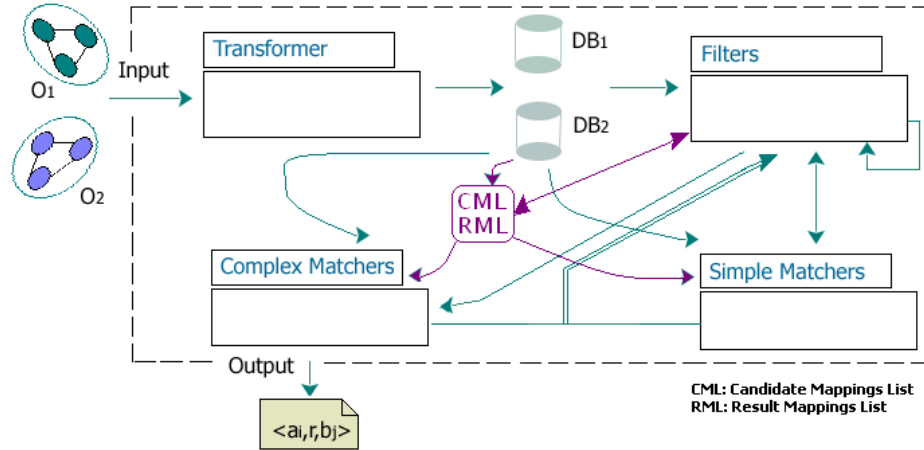 O1
Input
Transformer
DB1
Filters
O2
DB2
CML
RML
Complex Matchers
Simple Matchers
Output
<ai,r,bj>
CML: Candidate Mappings List
RML: Result Mappings List